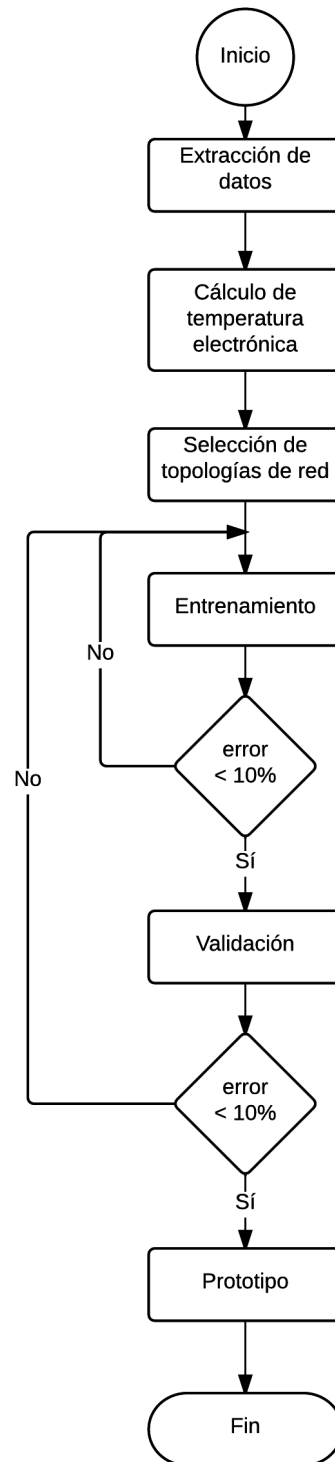 Inicio
Extracción de
datos
Cálculo de
temperatura
electrónica
Selección de
topologías de red
Entrenamiento
No
error
< 10%
No
Sí
Validación
error
< 10%
Sí
Prototipo
Fin